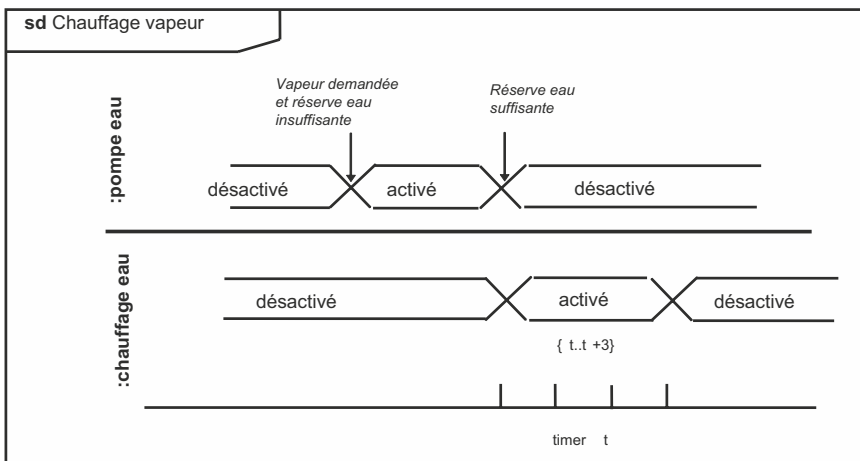 sd Chauffage vapeur
:pompe eau
Vapeur demandée
et réserve eau
insuffisante
Réserve eau
suffisante
désactivé
activé
désactivé
:chauffage eau
désactivé
activé
désactivé
{ t..t +3}
timer t